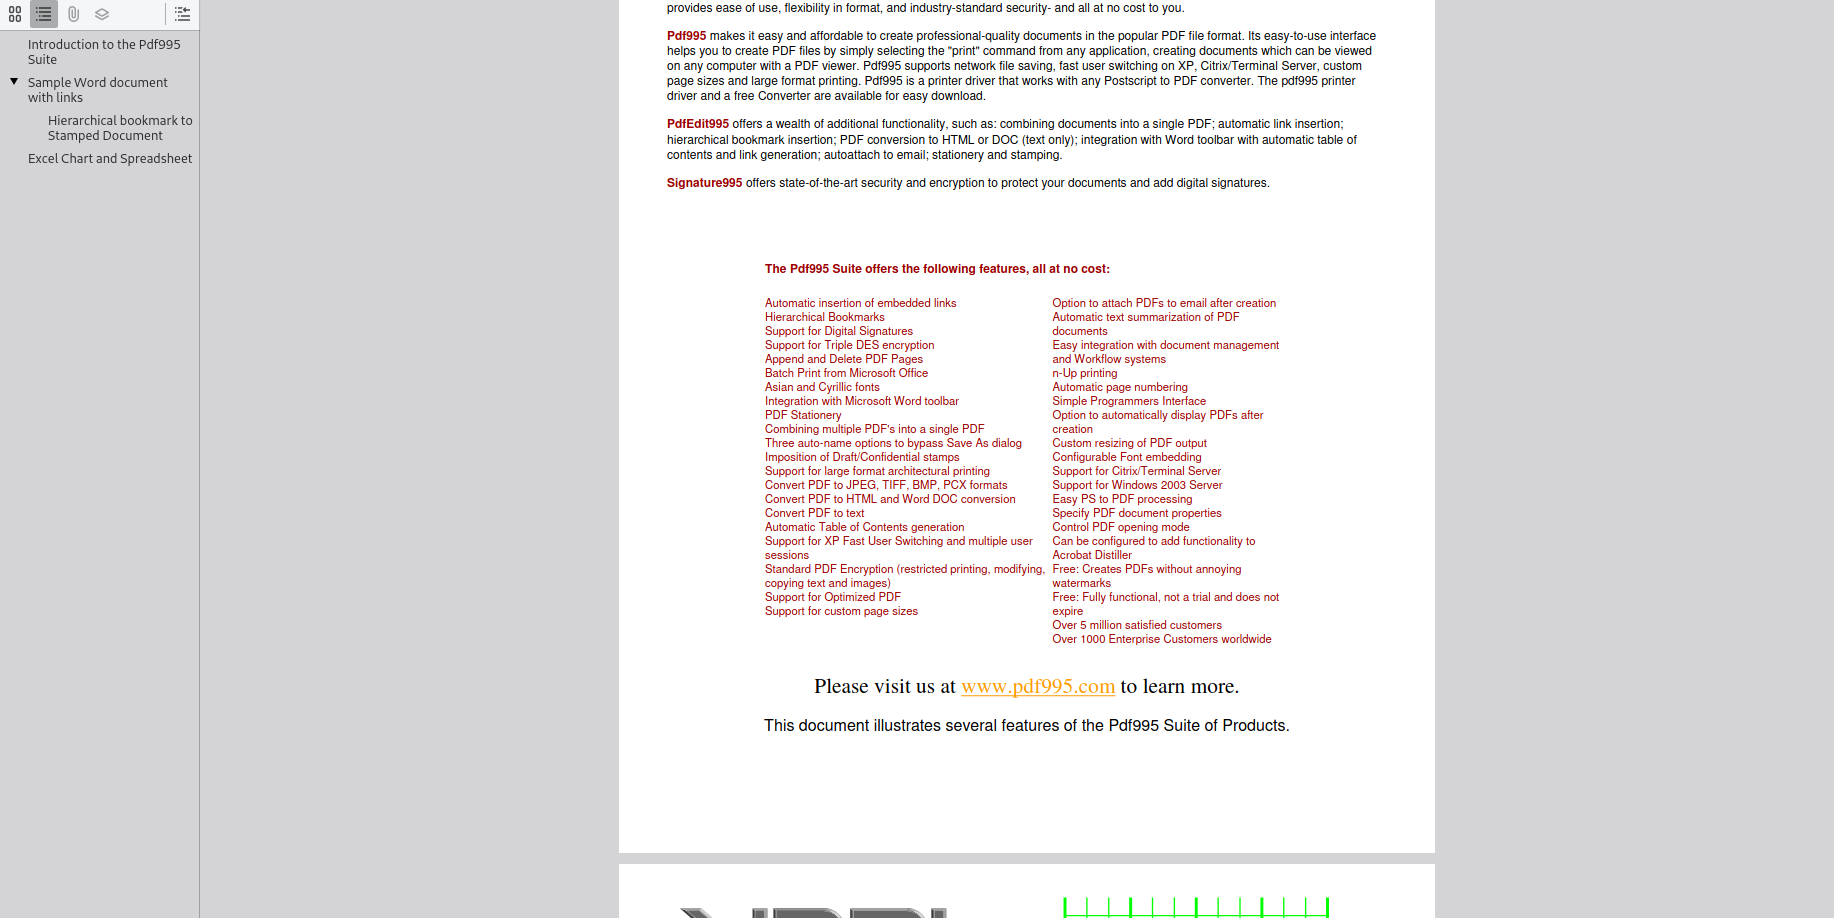 Introduction to the Pdf995
Suite
Sample Word document
with links
Hierarchical bookmark to
Stamped Document
Excel Chart and Spreadsheet
provides ease of use, flexibility in format, and industry-standard security- and all at no cost to you.
Pdf995 makes it easy and affordable to create professional-quality documents in the popular PDF file format. Its easy-to-use interface
helps you to create PDF files by simply selecting the "print" command from any application, creating documents which can be viewed
on any computer with a PDF viewer. Pdf995 supports network file saving, fast user switching on XP, Citrix/Terminal Server, custom
page sizes and large format printing. Pdf995 is a printer driver that works with any Postscript to PDF converter. The pdf995 printer
driver and a free Converter are available for easy download.
PdfEdit995 offers a wealth of additional functionality, such as: combining documents into a single PDF; automatic link insertion;
hierarchical bookmark insertion; PDF conversion to HTML or DOC (text only); integration with Word toolbar with automatic table of
contents and link generation; autoattach to email; stationery and stamping.
Signature995 offers state-of-the-art security and encryption to protect your documents and add digital signatures.
The Pdf995 Suite offers the following features, all at no cost:
Automatic insertion of embedded links
Hierarchical Bookmarks
Support for Digital Signatures
Support for Triple DES encryption
Append and Delete PDF Pages
Batch Print from Microsoft Office
Asian and Cyrillic fonts
Integration with Microsoft Word toolbar
PDF Stationery
Combining multiple PDF's into a single PDF
Three auto-name options to bypass Save As dialog
Imposition of Draft/Confidential stamps
Support for large format architectural printing
Convert PDF to JPEG, TIFF, BMP, PCX formats
Convert PDF to HTML and Word DOC conversion
Convert PDF to text
Automatic Table of Contents generation
Support for XP Fast User Switching and multiple user
sessions
Standard PDF Encryption (restricted printing, modifying,
copying text and images)
Support for Optimized PDF
Support for custom page sizes
Option to attach PDFs to email after creation
Automatic text summarization of PDF
documents
Easy integration with document management
and Workflow systems
n-Up printing
Automatic page numbering
Simple Programmers Interface
Option to automatically display PDFs after
creation
Custom resizing of PDF output
Configurable Font embedding
Support for Citrix/Terminal Server
Support for Windows 2003 Server
Easy PS to PDF processing
Specify PDF document properties
Control PDF opening mode
Can be configured to add functionality to
Acrobat Distiller
Free: Creates PDFs without annoying
watermarks
Free: Fully functional, not a trial and does not
expire
Over 5 million satisfied customers
Over 1000 Enterprise Customers worldwide
Please visit us at www.pdf995.com to learn more.
This document illustrates several features of the Pdf995 Suite of Products.